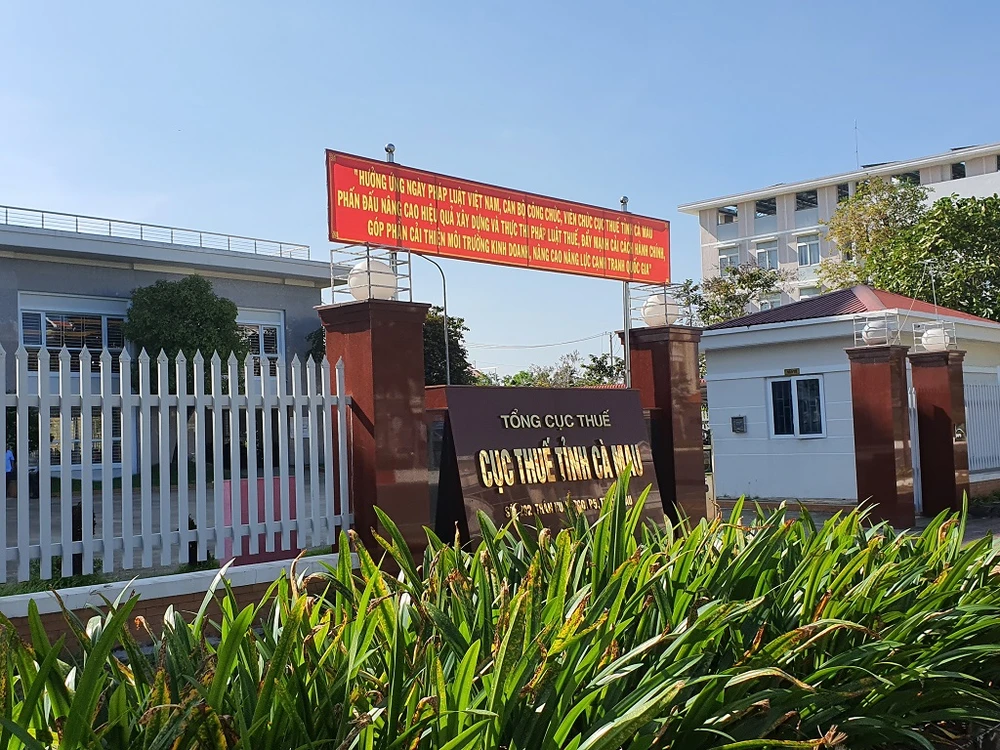 "HƯỞNG ỨNG NGÀY PHÁP LUẬT VIỆT NAM, CÁN BỘ CÔNG CHỨC, VIÊN CHỨC CỤC THUẾ TỈNH CÀ MAU
PHẤN ĐẤU NÂNG CAO HIỆU QUẢ XÂY DỰNG VÀ THỰC THI PHÁP LUẬT THUẾ, ĐẨY MẠNH CẢI CÁCH HÀNH CHÍNH,
GÓP PHẦN CẢI THIỆN MÔI TRƯỜNG KINH DOANH, NÂNG CAO NĂNG LỰC CẠNH TRANH QUỐC GIA"
TỔNG CỤC THUẾ
CỤC THUẾ TỈNH CÀ MAU